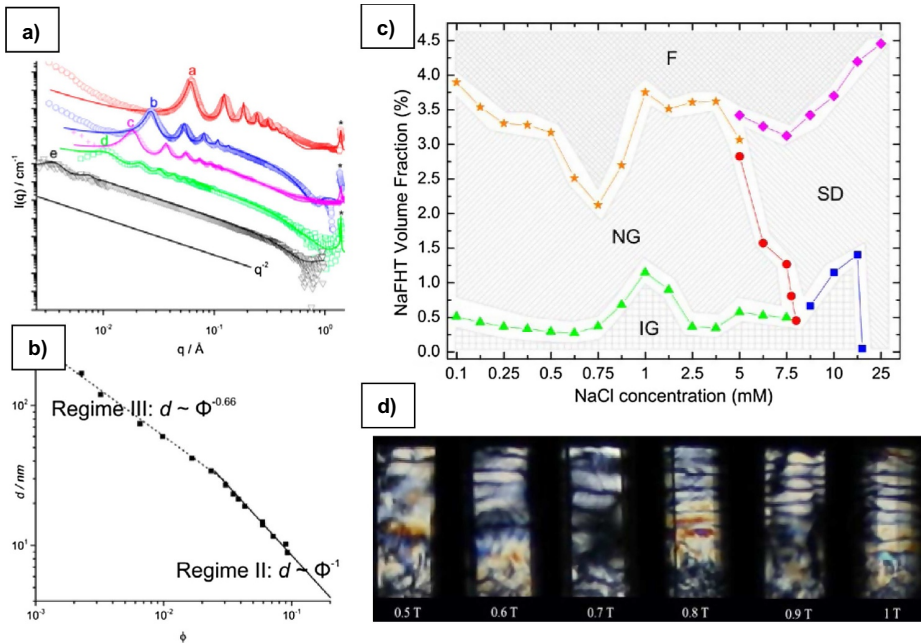 a)
I(q) / cm⁻¹
a
b
c
d
e
*
*
*
q⁻²
10⁻²
10⁻¹
10⁰
q / Å
b)
Regime III: d ~ Φ⁻⁰·⁶⁶
Regime II: d ~ Φ⁻¹
d / nm
10²
10¹
10⁻³
10⁻²
10⁻¹
ϕ
c)
NaFHT Volume Fraction (%)
4.5
4.0
3.5
3.0
2.5
2.0
1.5
1.0
0.5
0.0
F
SD
NG
IG
0.1
0.25
0.5
0.75
1
2.5
5
7.5
10
25
NaCl concentration (mM)
d)
0.5 T
0.6 T
0.7 T
0.8 T
0.9 T
1 T